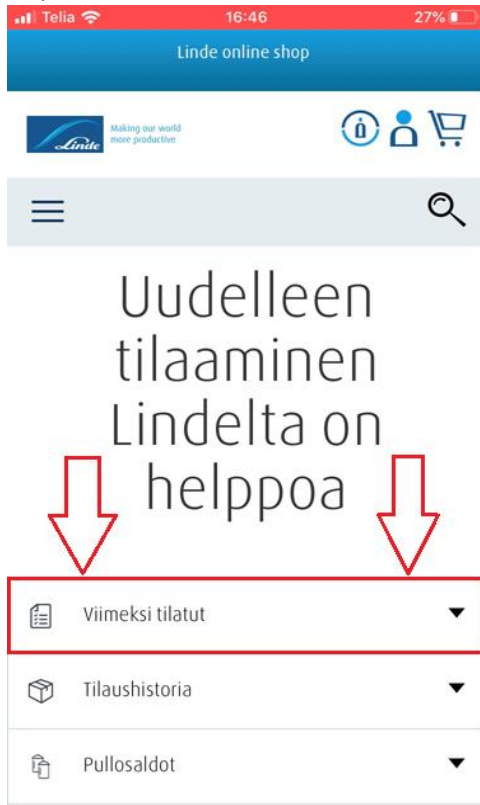 Telia 16:46 27%
Linde online shop
Linde
Making our world
more productive
Uudelleen
tilaaminen
Lindelta on
helppoa
Viimeksi tilatut
Tilaushistoria
Pullosaldot